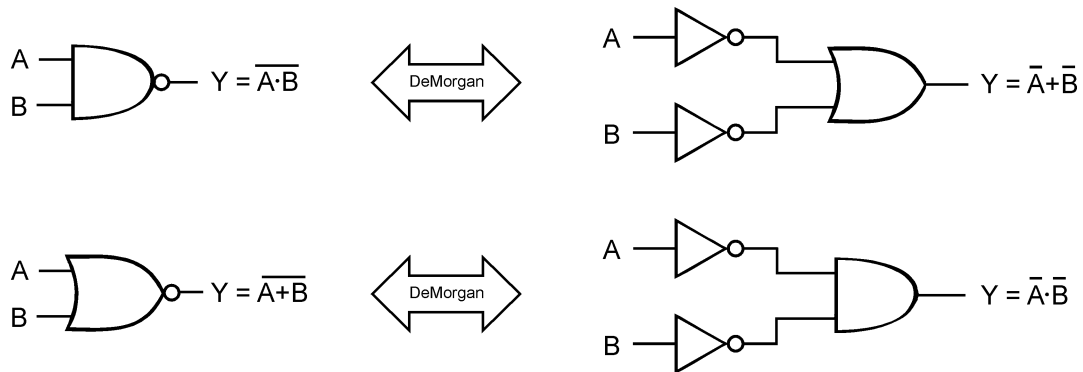 A
B
Y = A̅·̅B̅
DeMorgan
A
B
Y = A̅+B̅
A
B
Y = A̅+̅B̅
DeMorgan
A
B
Y = A̅·B̅